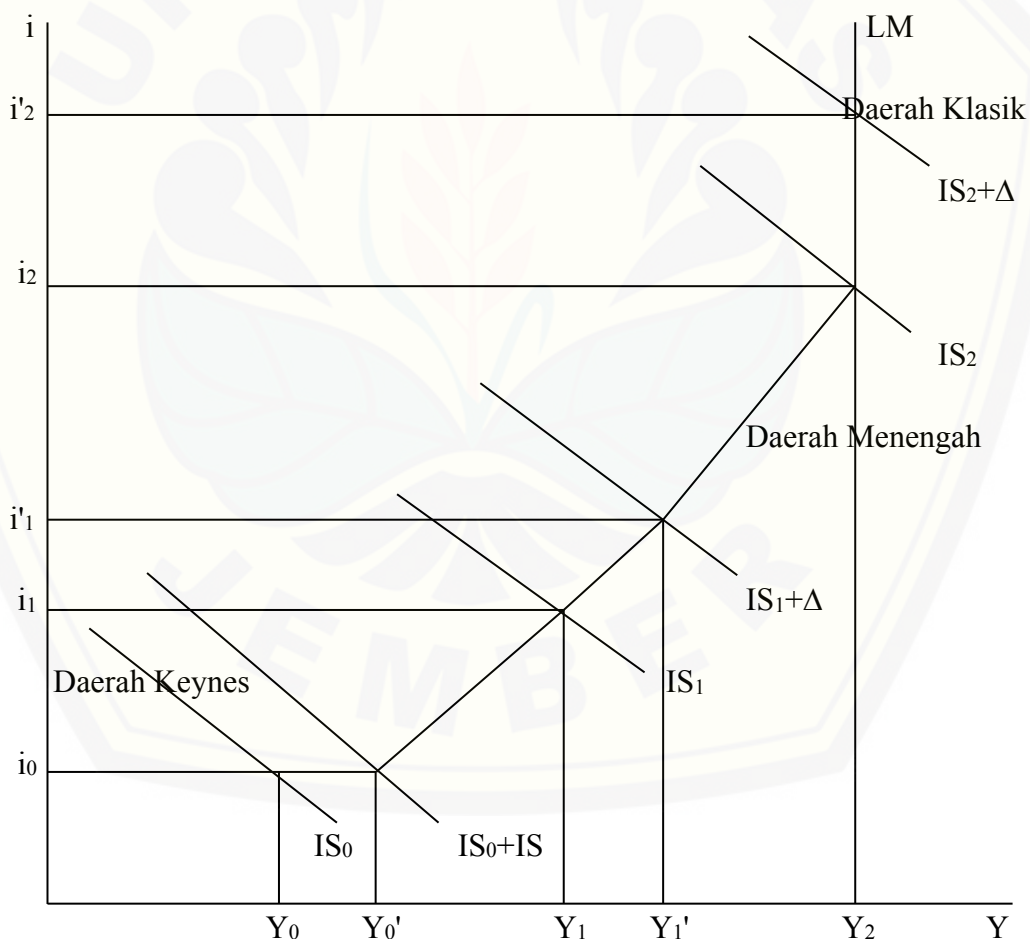 i
LM
i'₂
Daerah Klasik
IS₂+Δ
i₂
IS₂
Daerah Menengah
i'₁
i₁
IS₁+Δ
Daerah Keynes
IS₁
i₀
IS₀
IS₀+IS
Y₀
Y₀'
Y₁
Y₁'
Y₂
Y
JEMBER